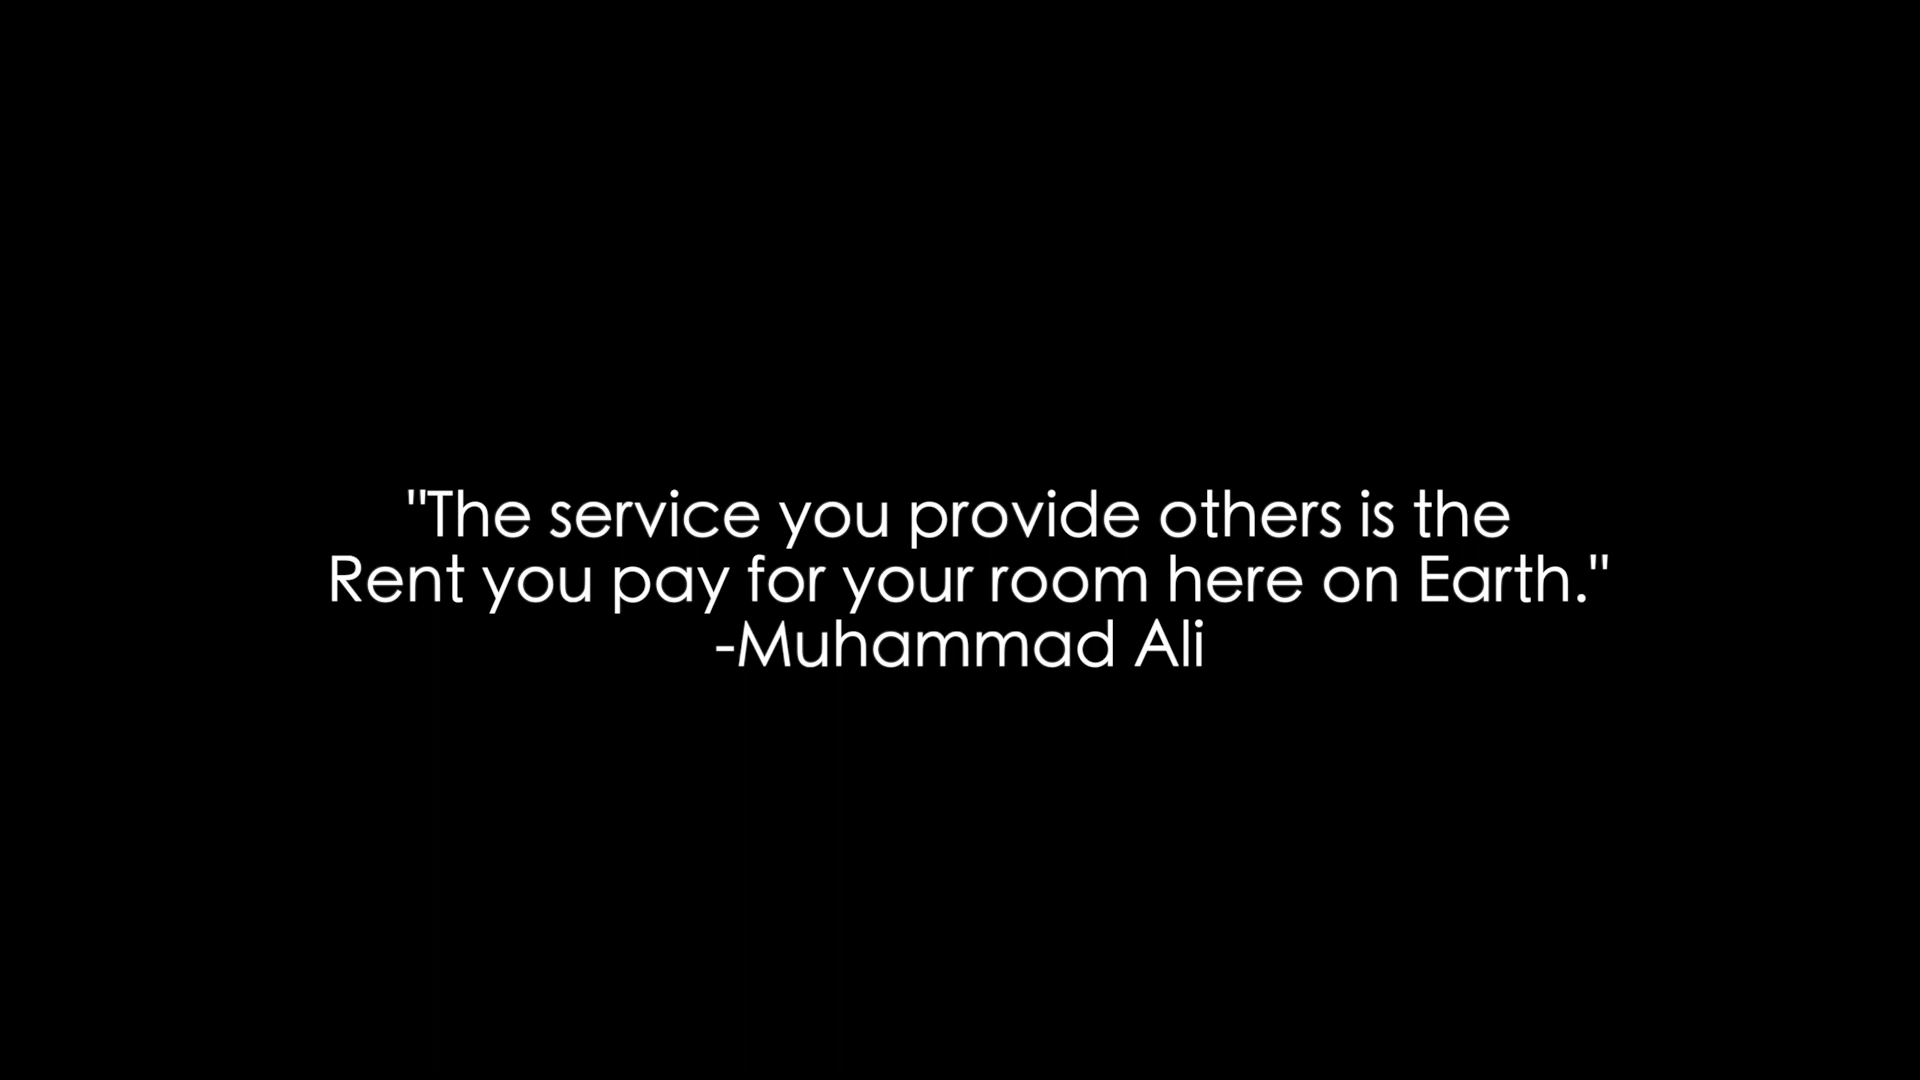 "The service you provide others is the
Rent you pay for your room here on Earth."
-Muhammad Ali